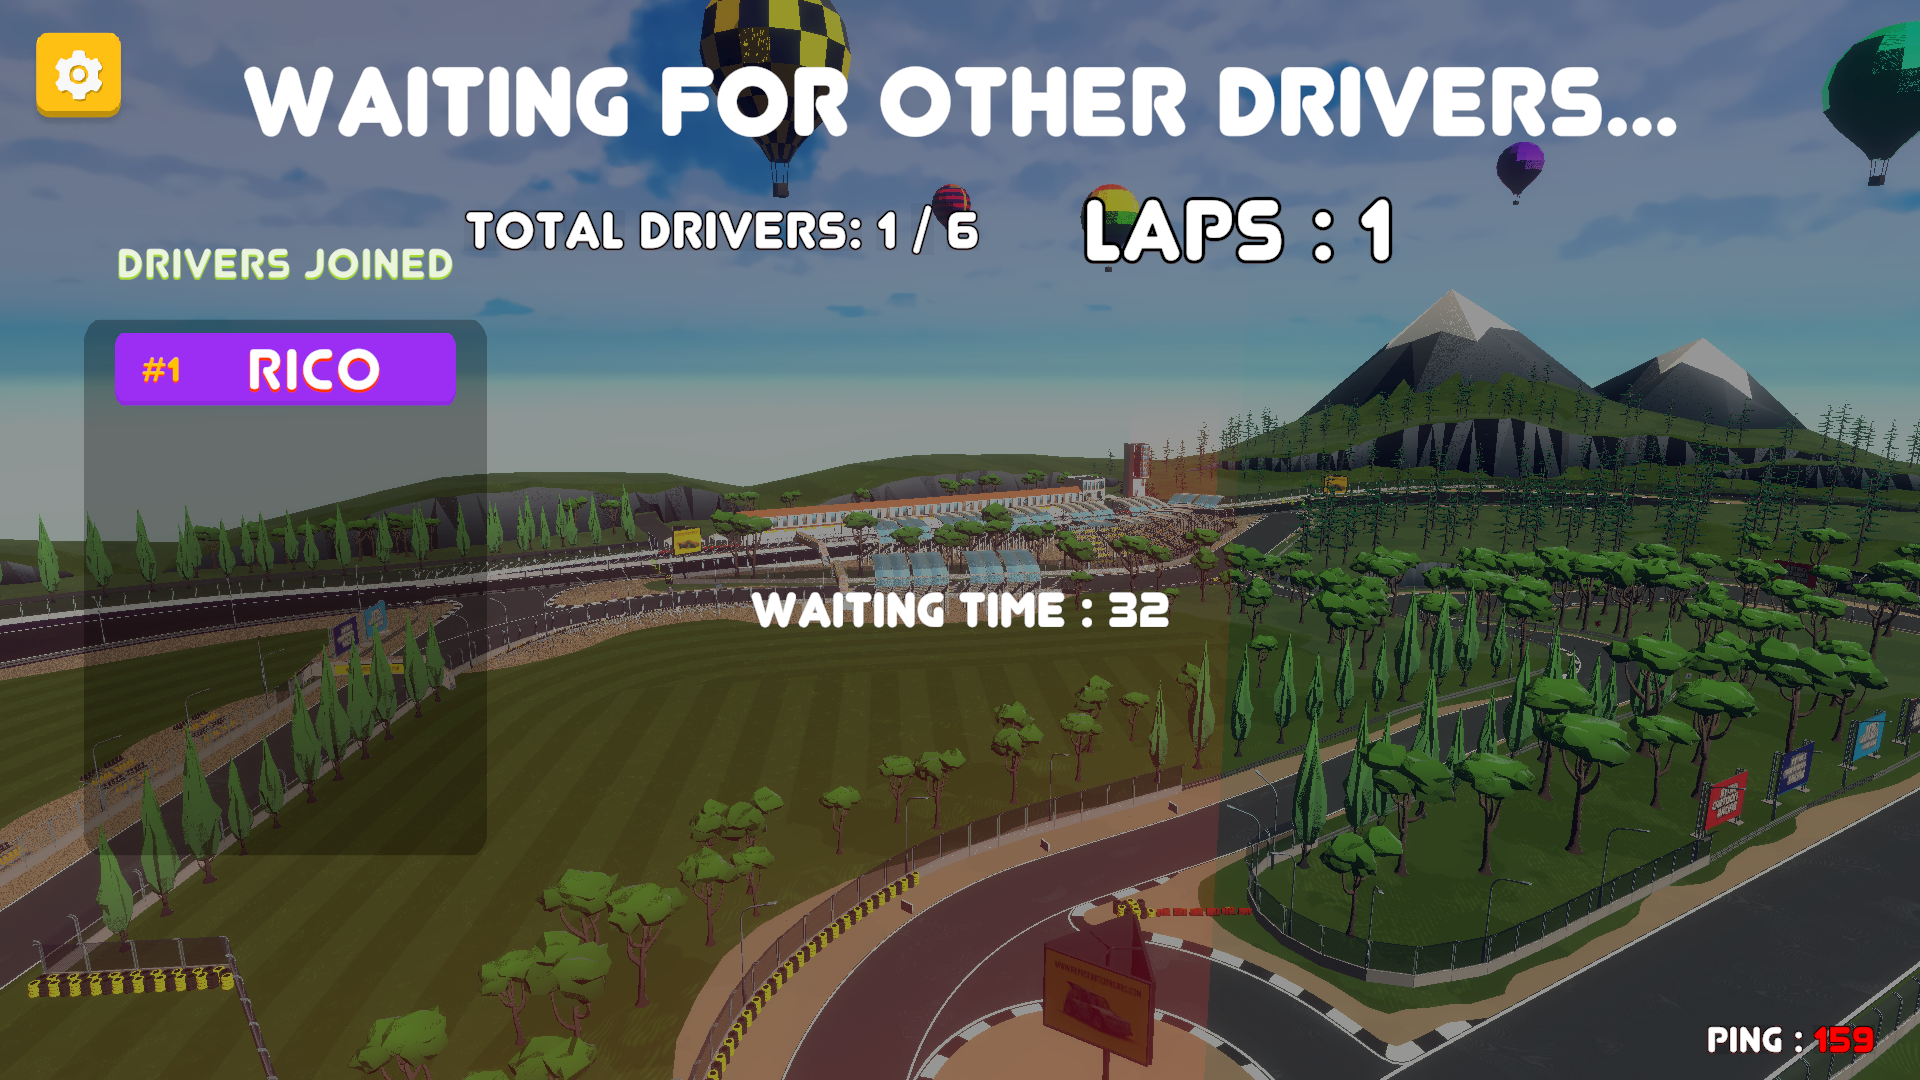 WAITING FOR OTHER DRIVERS...
TOTAL DRIVERS: 1 / 6
LAPS : 1
DRIVERS JOINED
#1 RICO
WAITING TIME : 32
PING : 159